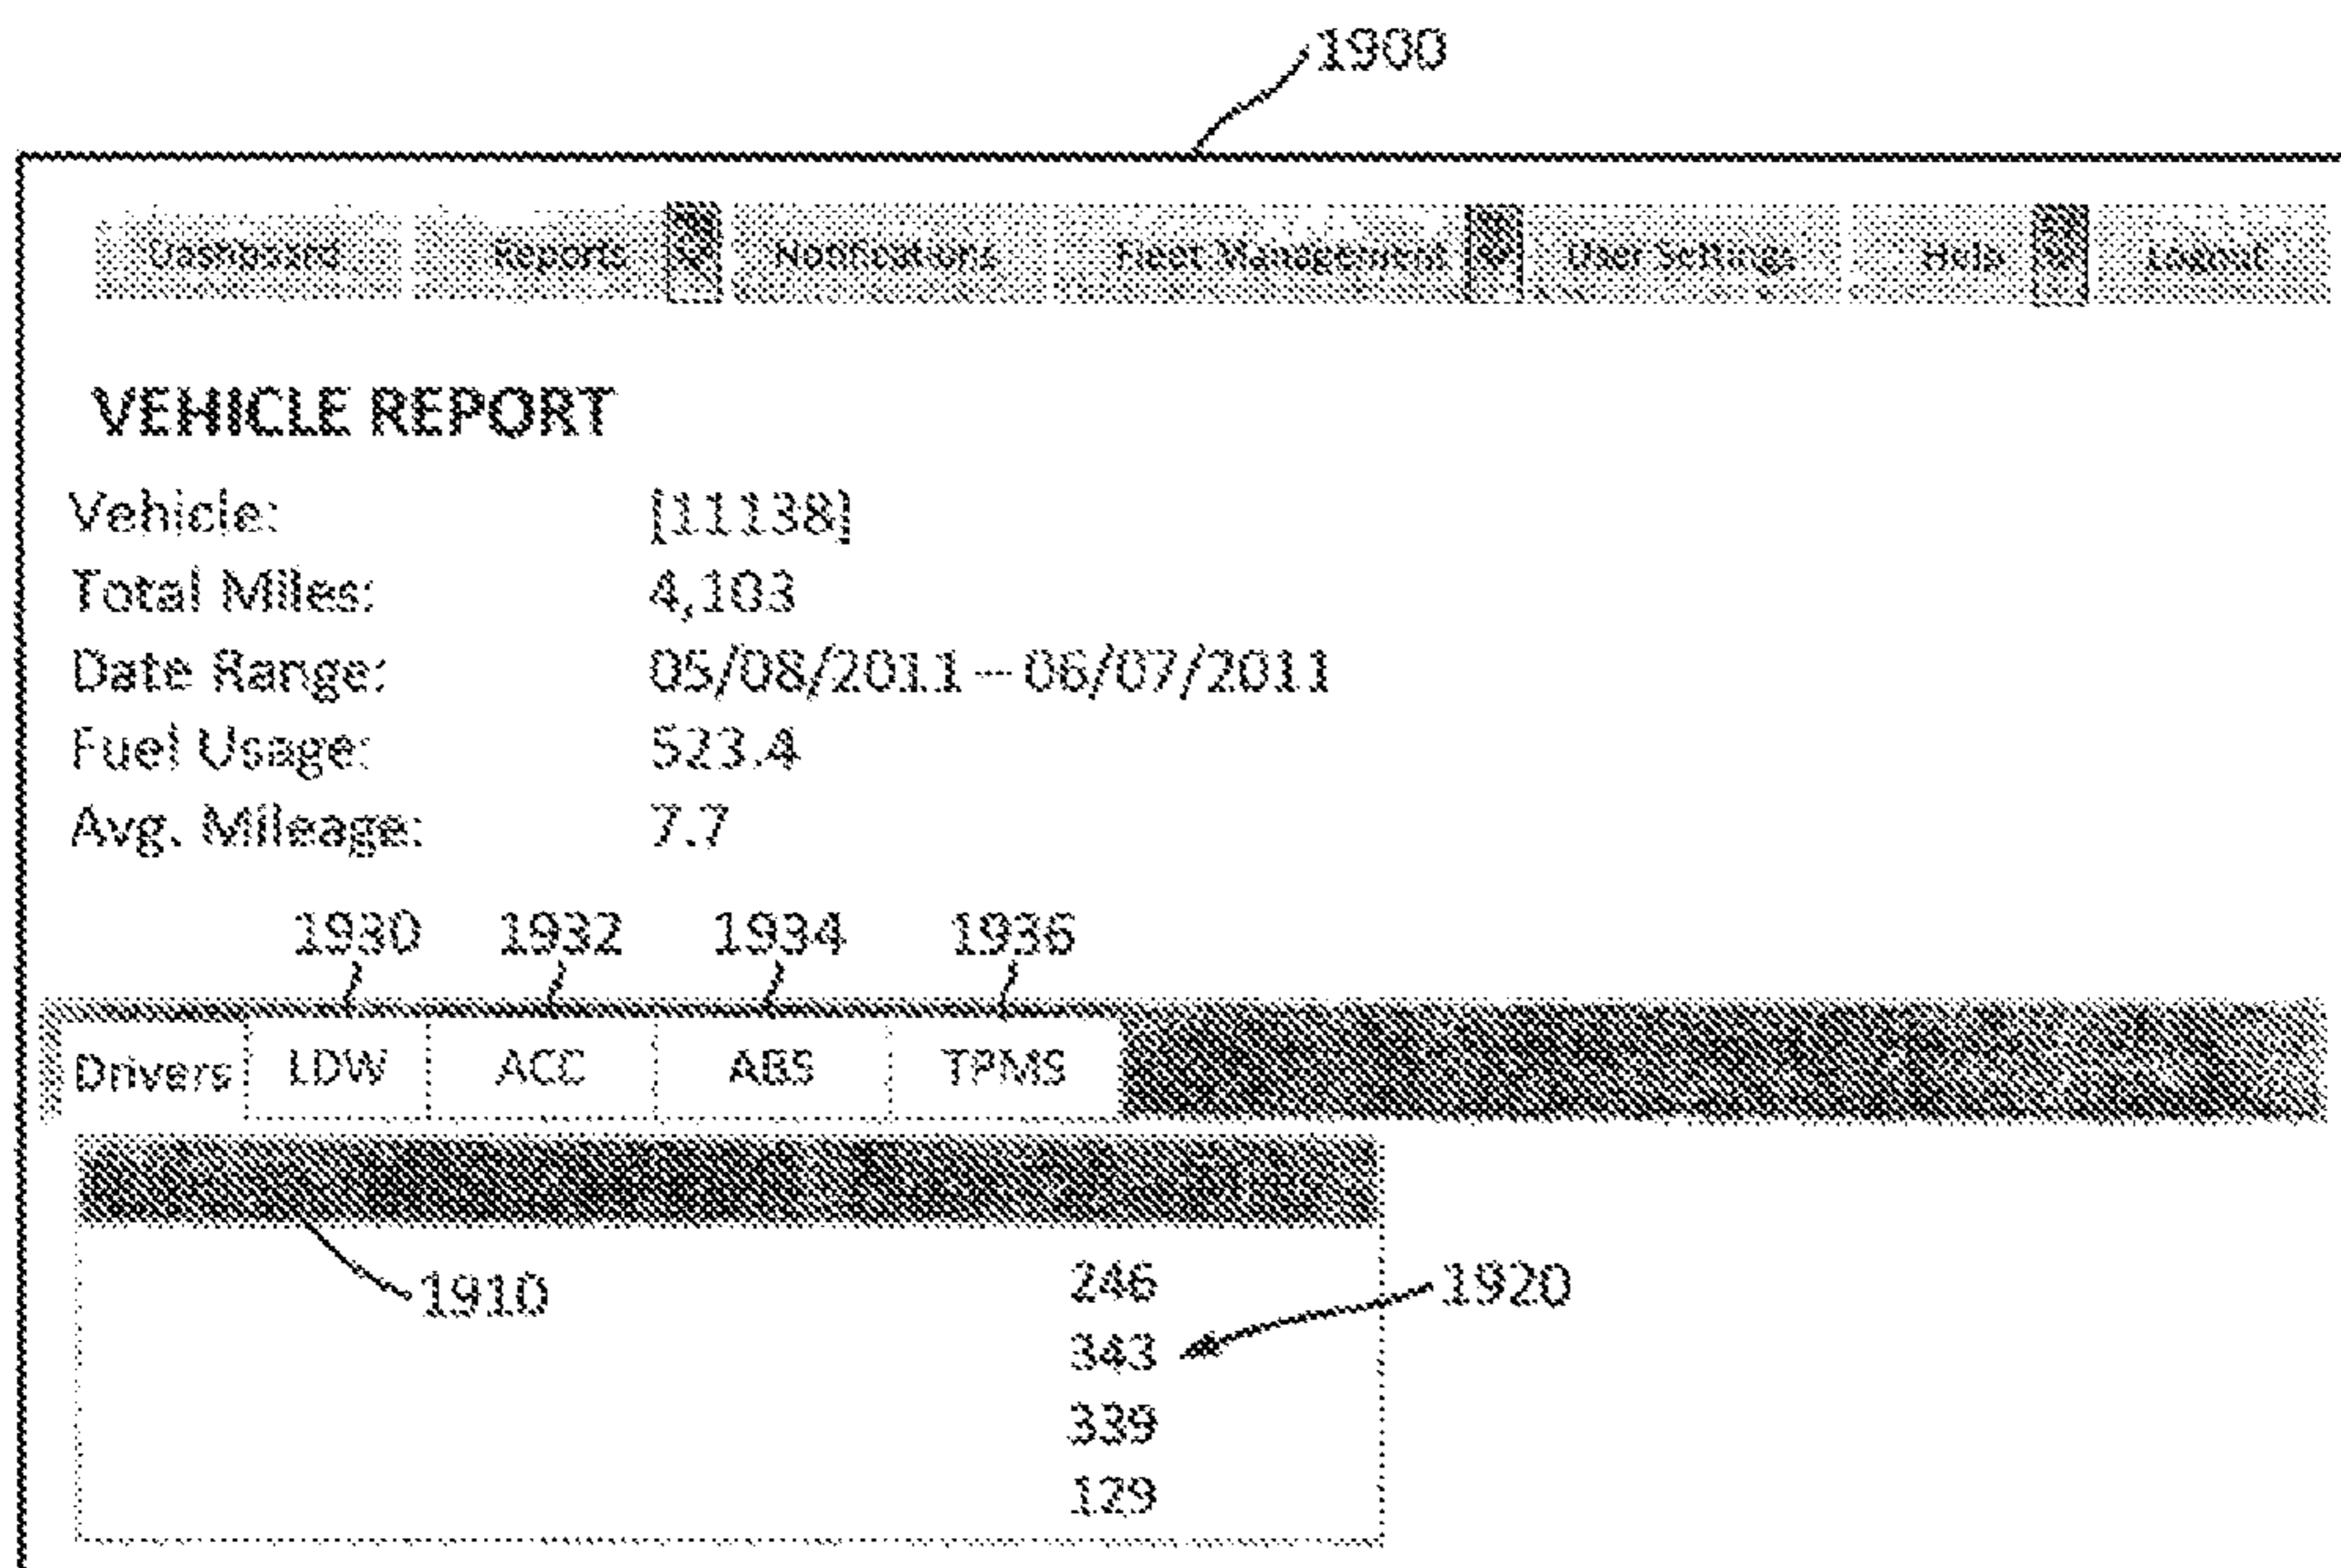 1900
Dashboard Reports Notifications Fleet Management User Settings Help Logout
VEHICLE REPORT
Vehicle: [11138]
Total Miles: 4,103
Date Range: 05/08/2011 – 06/07/2011
Fuel Usage: 523.4
Avg. Mileage: 7.7
1930 1932 1934 1936
Drivers LDW ACC ABS TPMS
246
1910 1920
343
339
129